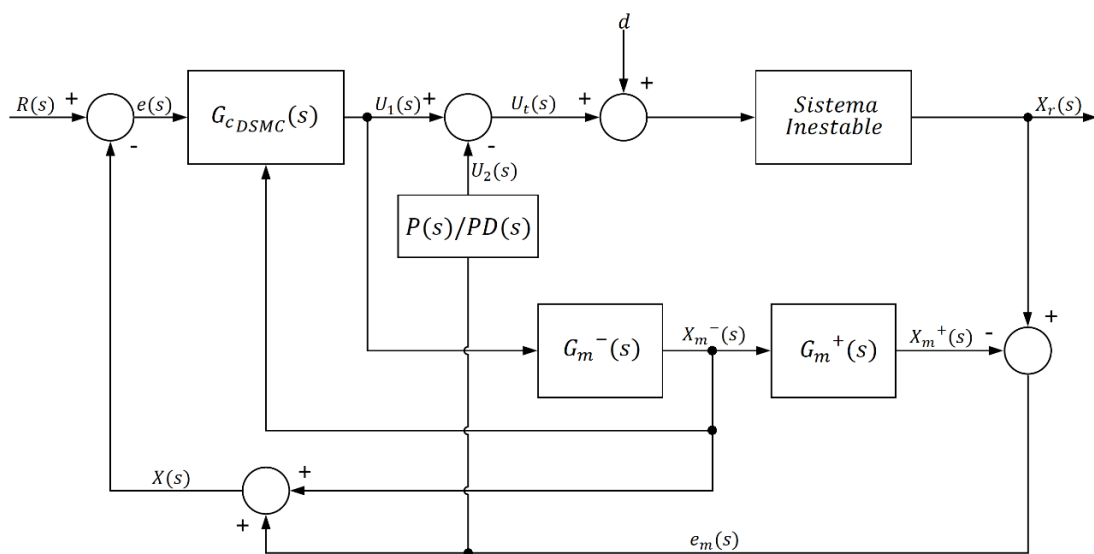 d
R(s) + e(s) G_{c_{DSMC}}(s) U_1(s) + U_t(s) + + Sistema X_r(s)
Inestable
- -
U_2(s)
P(s)/PD(s)
G_m^-(s) X_m^-(s) G_m^+(s) X_m^+(s) - +
X(s) + +
e_m(s)